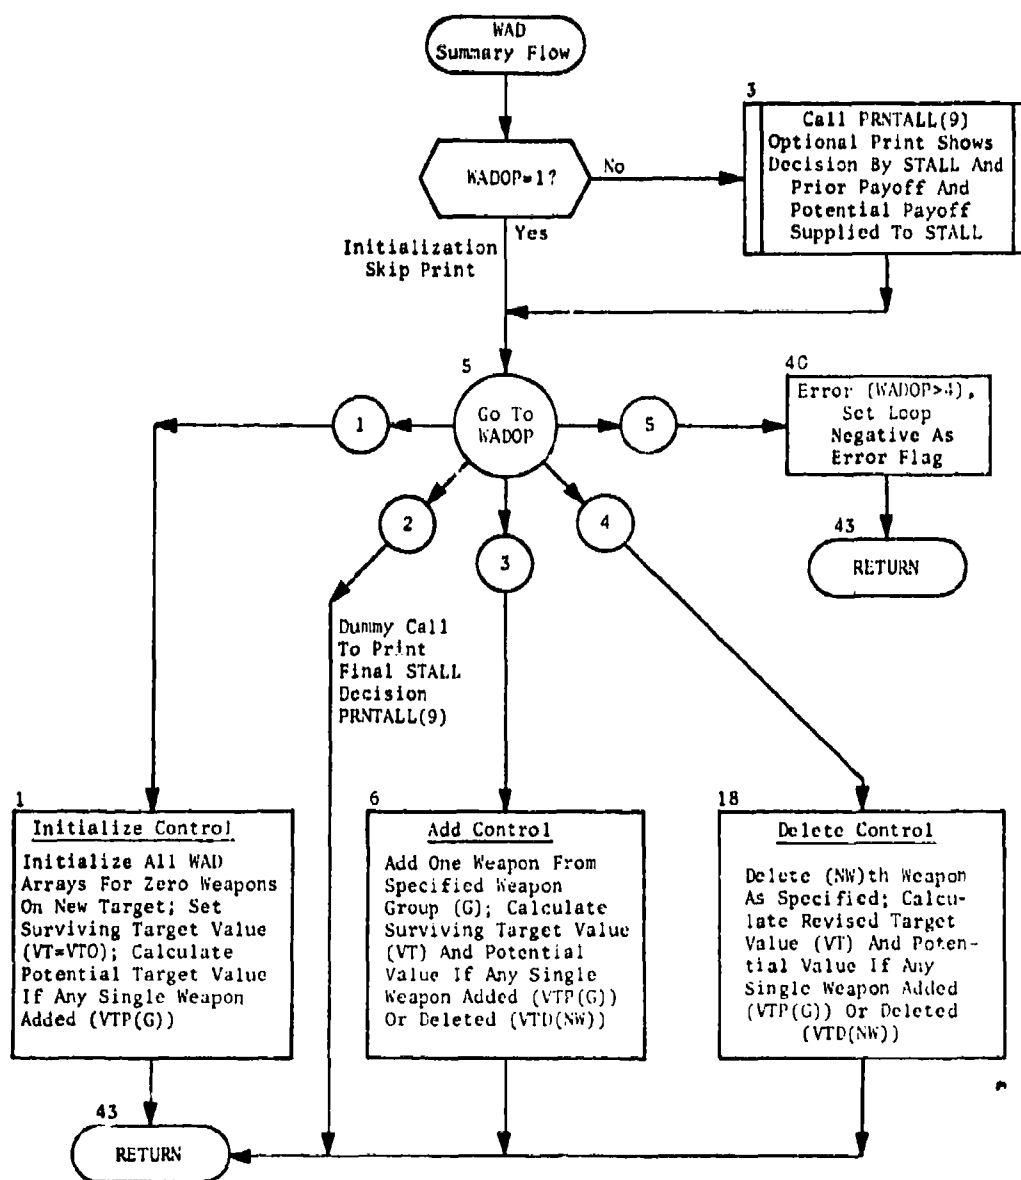 WAD
Summary Flow
WADOP=1?
No
3
Call PRNTALL(9)
Optional Print Shows
Decision By STALL And
Prior Payoff And
Potential Payoff
Supplied To STALL
Yes
Initialization
Skip Print
5
Go To
WADOP
1
5
40
Error (WADOP>4),
Set Loop
Negative As
Error Flag
2
3
4
43
RETURN
Dummy Call
To Print
Final STALL
Decision
PRNTALL(9)
1
Initialize Control
Initialize All WAD
Arrays For Zero Weapons
On New Target; Set
Surviving Target Value
(VT=VTO); Calculate
Potential Target Value
If Any Single Weapon
Added (VTP(G))
6
Add Control
Add One Weapon From
Specified Weapon
Group (G); Calculate
Surviving Target Value
(VT) And Potential
Value If Any Single
Weapon Added (VTP(G))
Or Deleted (VTD(NW))
18
Delete Control
Delete (NW)th Weapon
As Specified; Calcu-
late Revised Target
Value (VT) And Poten-
tial Value If Any
Single Weapon Added
(VTP(G)) Or Deleted
(VTD(NW))
43
RETURN